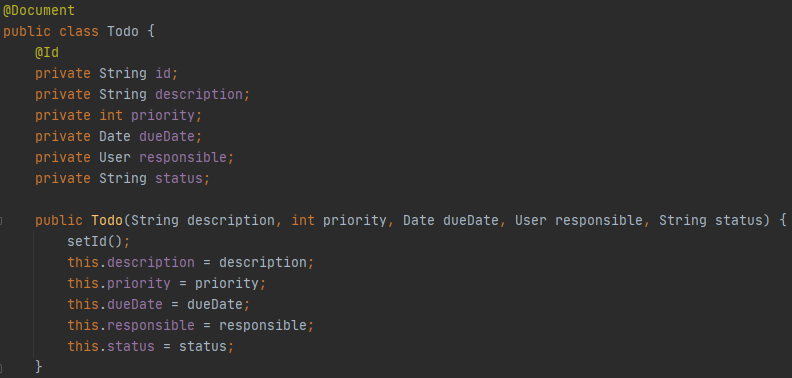 @Document
public class Todo {
    @Id
    private String id;
    private String description;
    private int priority;
    private Date dueDate;
    private User responsible;
    private String status;

    public Todo(String description, int priority, Date dueDate, User responsible, String status) {
        setId();
        this.description = description;
        this.priority = priority;
        this.dueDate = dueDate;
        this.responsible = responsible;
        this.status = status;
    }